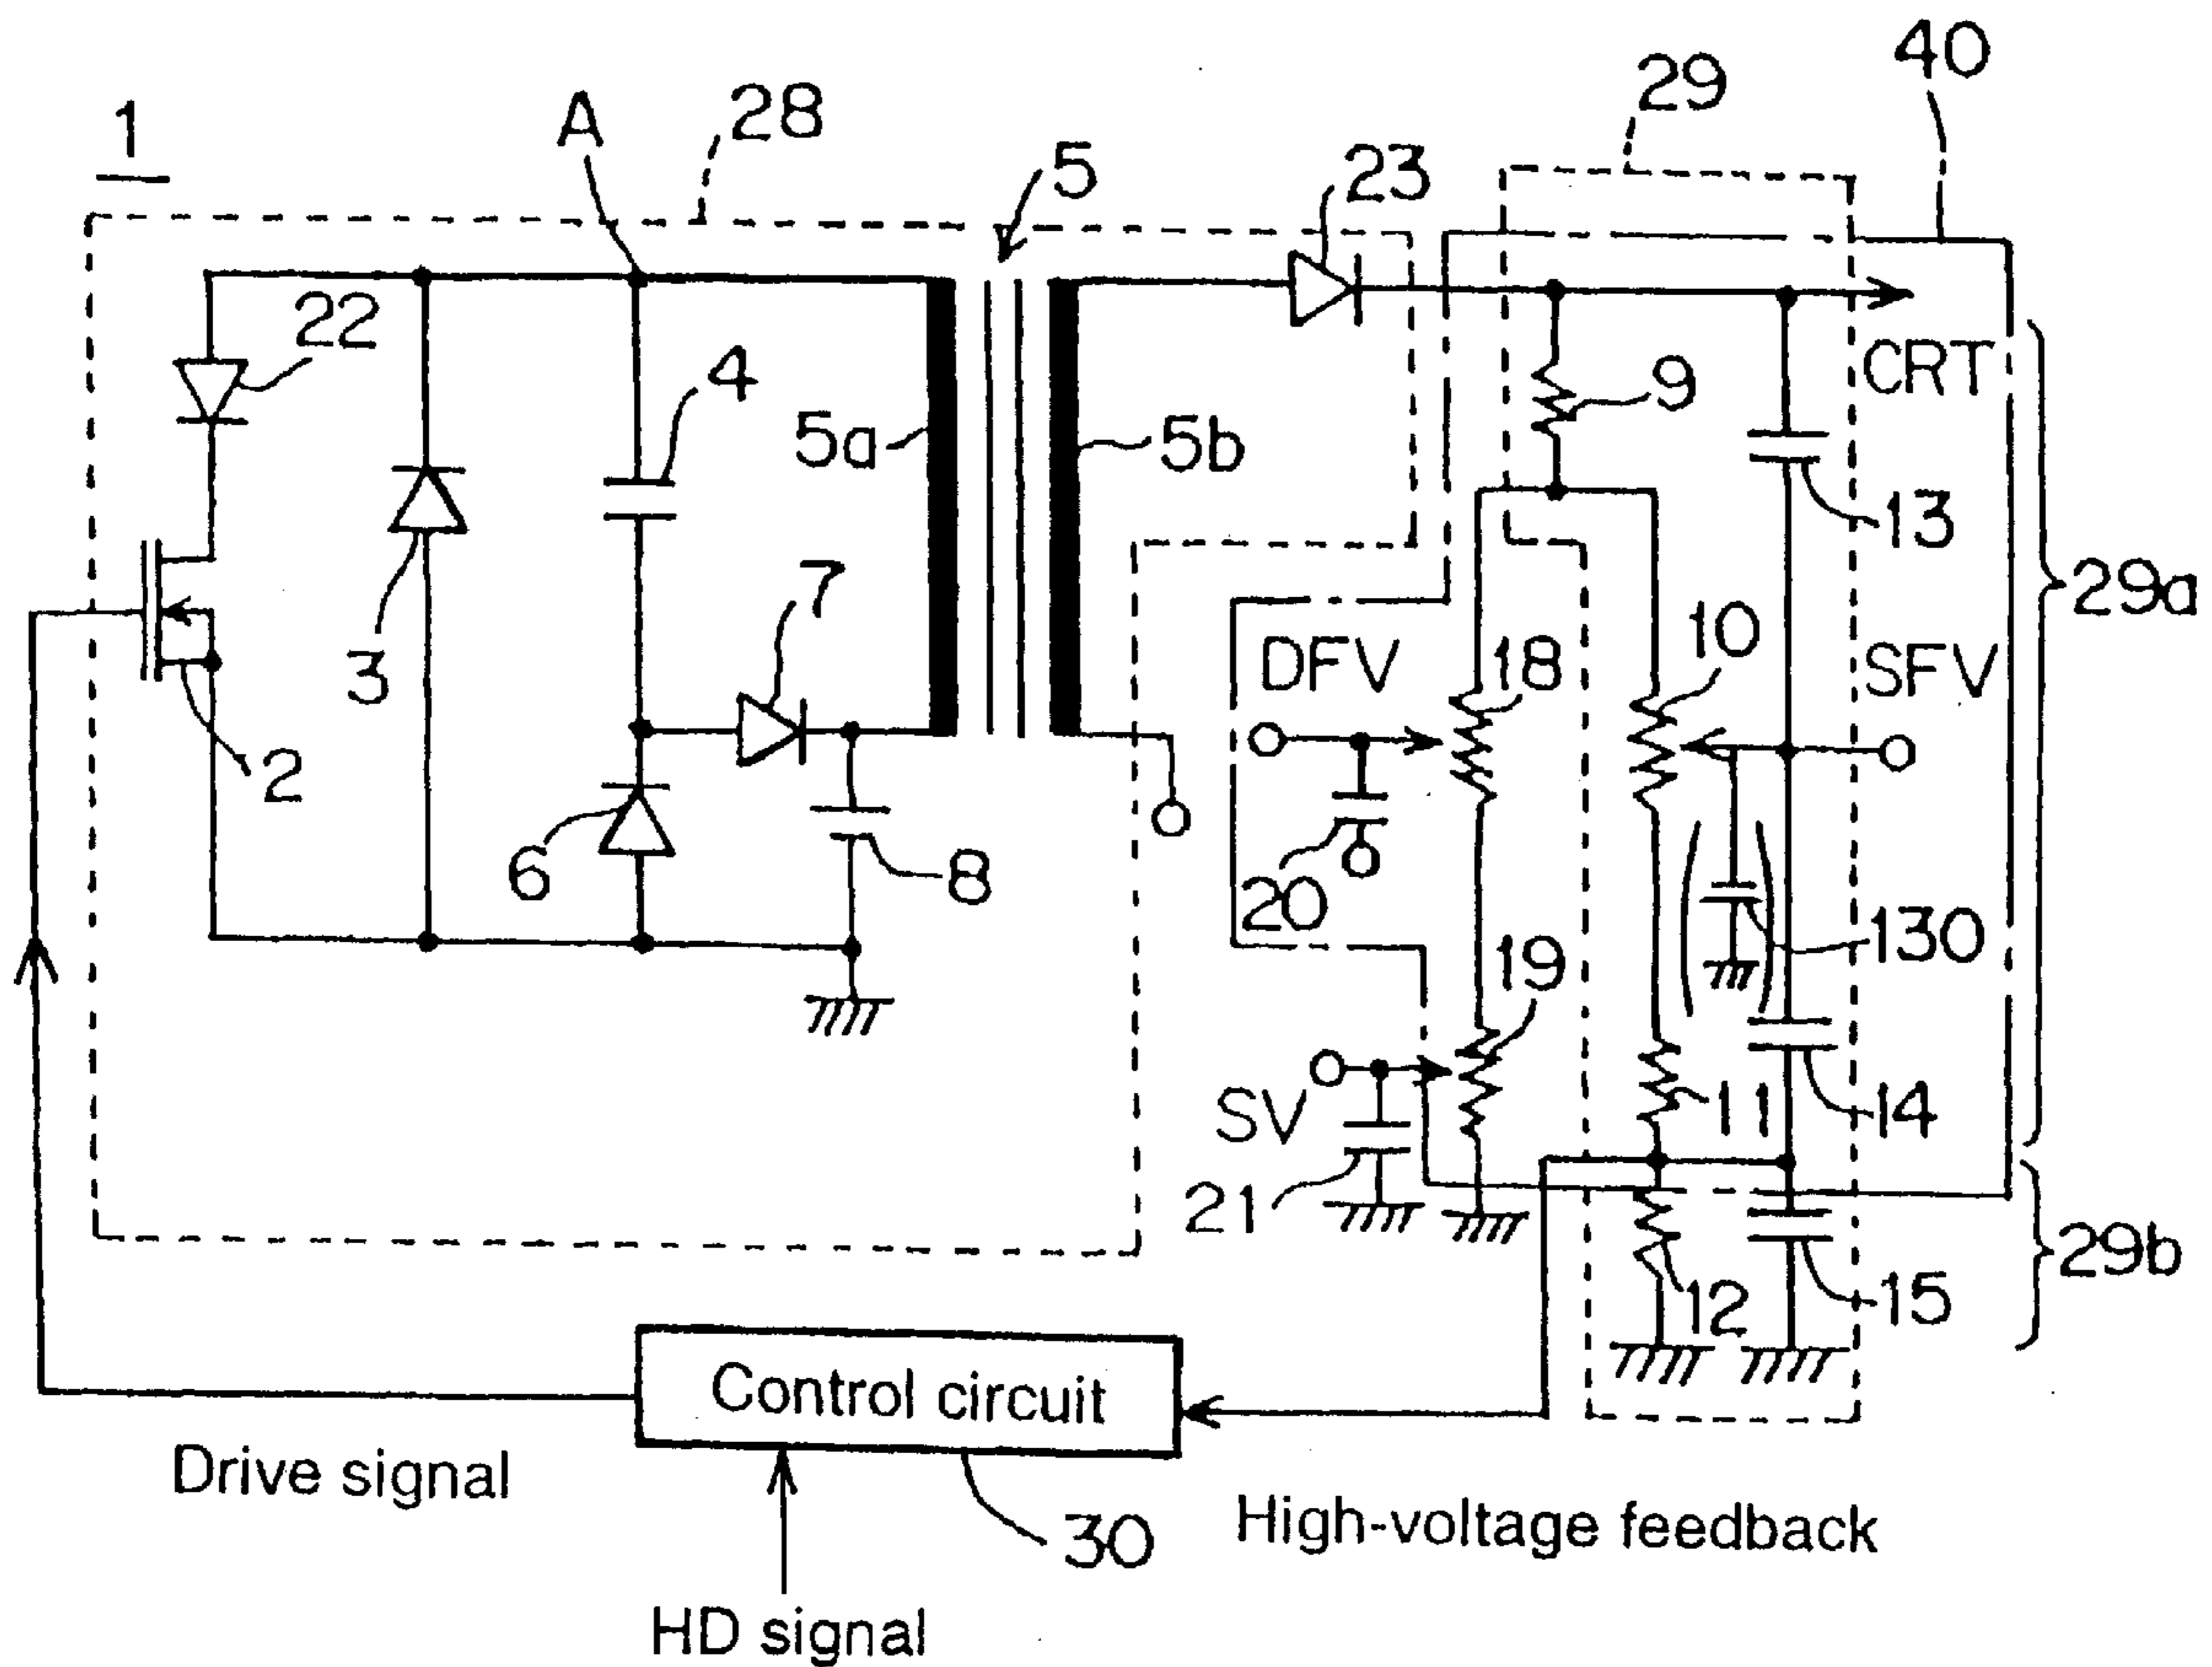 40
29
28
A
1
5
23
22
CRT
4
9
5a
5b
13
7
29a
10
18
DFV
SFV
3
2
6
8
20
130
19
11
14
SV
21
29b
12
15
Control circuit
Drive signal
30
High-voltage feedback
HD signal